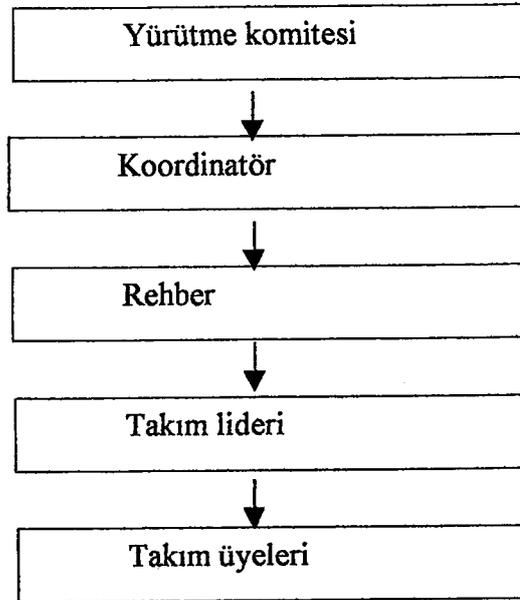 Yürütme komitesi
Koordinatör
Rehber
Takım lideri
Takım üyeleri